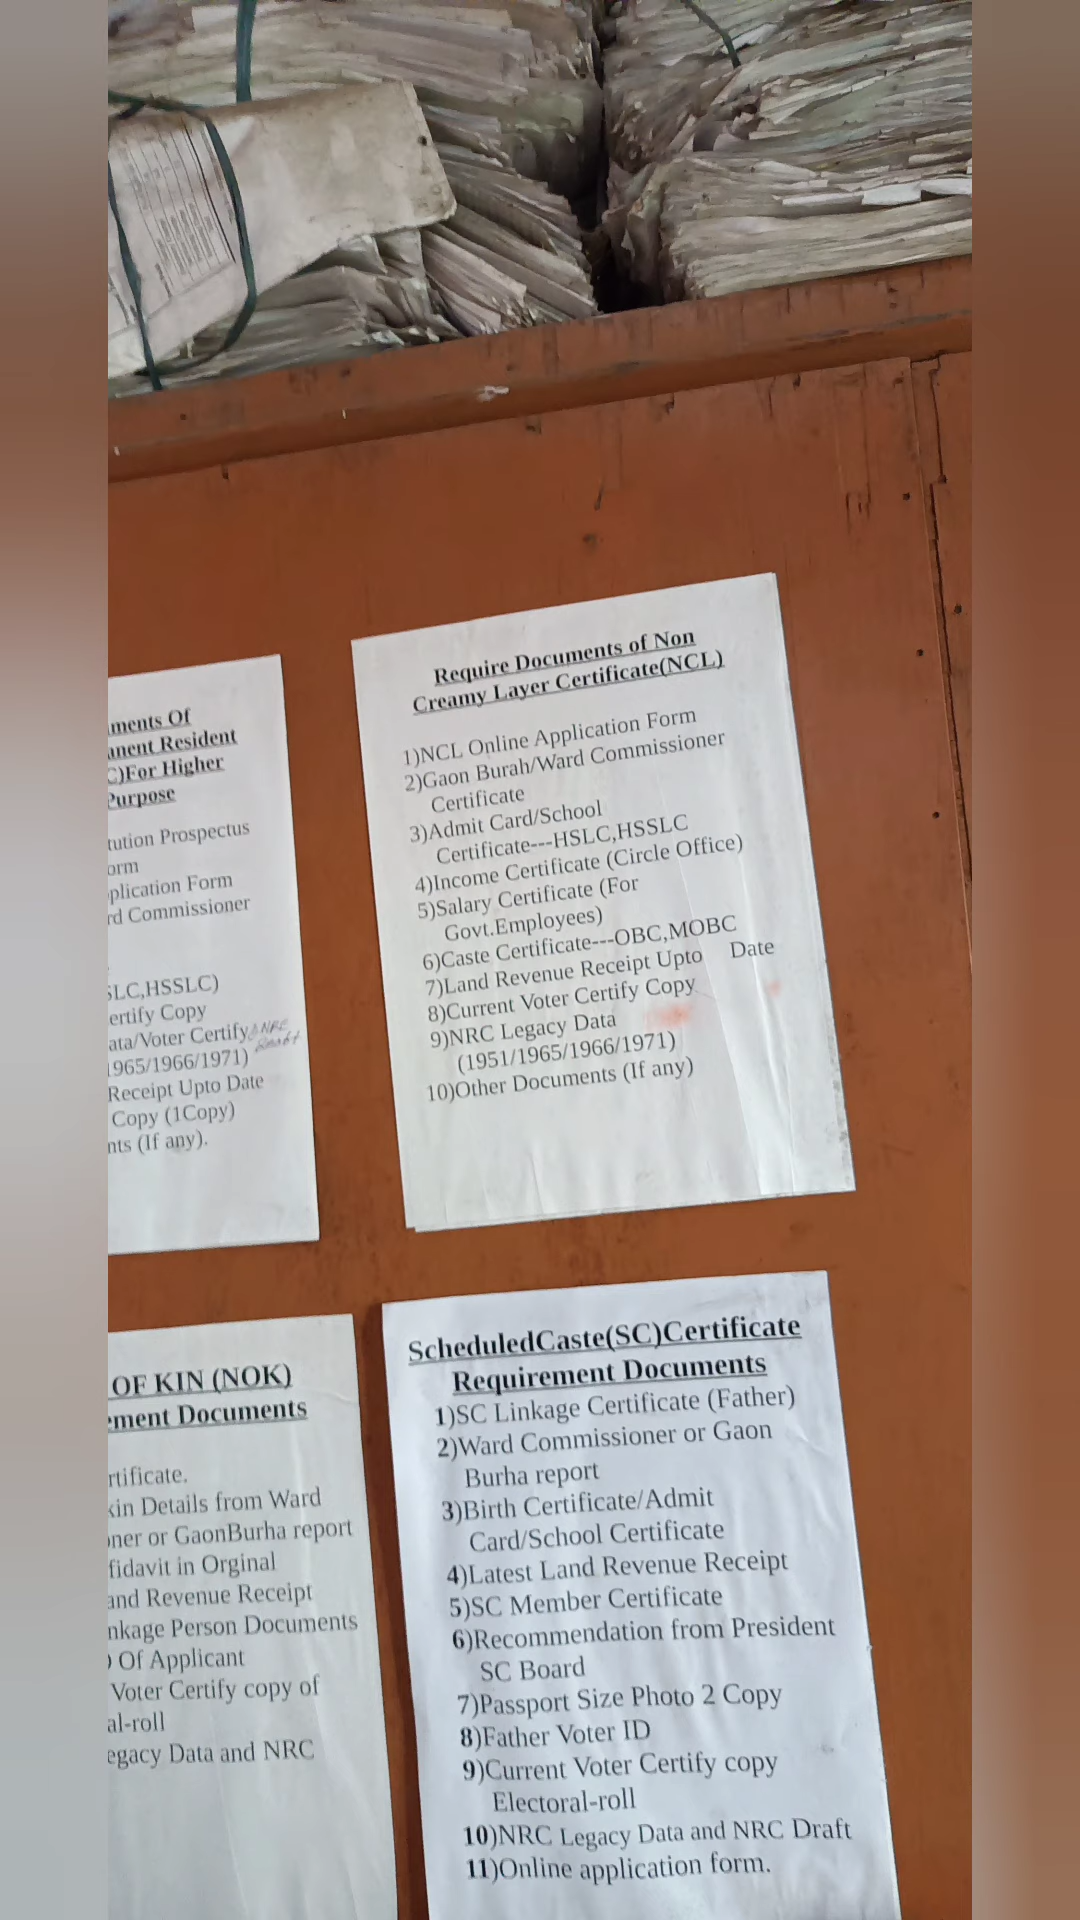 ments Of
anent Resident
C)For Higher
Purpose
tution Prospectus
orm
plication Form
rd Commissioner
SLC,HSSLC)
ertify Copy
ata/Voter Certify & NRC
1965/1966/1971)
Receipt Upto Date
Copy (1Copy)
nts (If any).
Require Documents of Non
Creamy Layer Certificate(NCL)
1)NCL Online Application Form
2)Gaon Burah/Ward Commissioner
Certificate
3)Admit Card/School
Certificate---HSLC,HSSLC
4)Income Certificate (Circle Office)
5)Salary Certificate (For
Govt.Employees)
6)Caste Certificate---OBC,MOBC
7)Land Revenue Receipt Upto Date
8)Current Voter Certify Copy
9)NRC Legacy Data
(1951/1965/1966/1971)
10)Other Documents (If any)
OF KIN (NOK)
ement Documents
rtificate.
kin Details from Ward
oner or GaonBurha report
fidavit in Orginal
and Revenue Receipt
nkage Person Documents
) Of Applicant
Voter Certify copy of
al-roll
egacy Data and NRC
ScheduledCaste(SC)Certificate
Requirement Documents
1)SC Linkage Certificate (Father)
2)Ward Commissioner or Gaon
Burha report
3)Birth Certificate/Admit
Card/School Certificate
4)Latest Land Revenue Receipt
5)SC Member Certificate
6)Recommendation from President
SC Board
7)Passport Size Photo 2 Copy
8)Father Voter ID
9)Current Voter Certify copy
Electoral-roll
10)NRC Legacy Data and NRC Draft
11)Online application form.